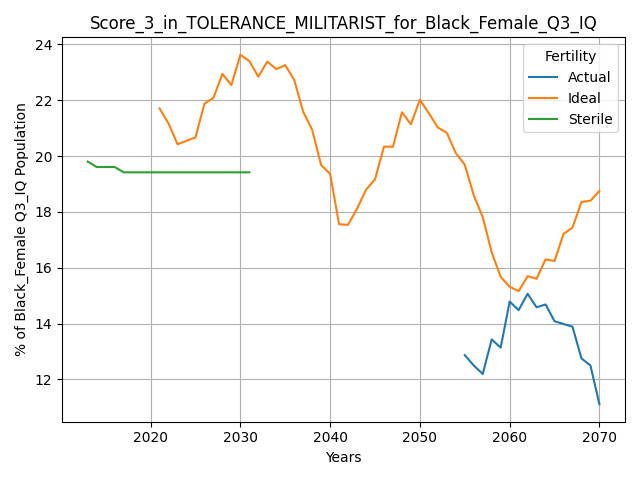 Score_3_in_TOLERANCE_MILITARIST_for_Black_Female_Q3_IQ
% of Black_Female Q3_IQ Population
24
22
20
18
16
14
12
Fertility
Actual
Ideal
Sterile
2020 2030 2040 2050 2060 2070
Years